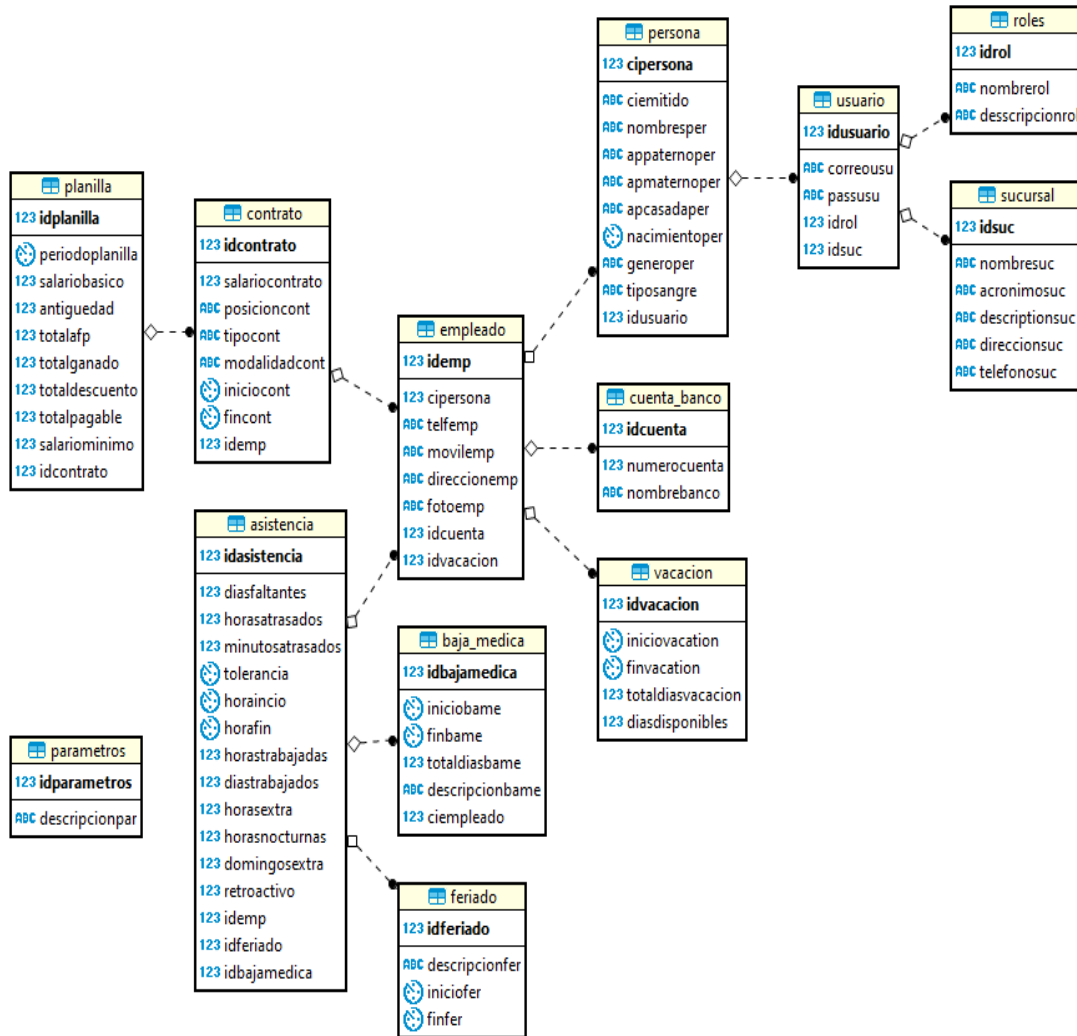 planilla
123 idplanilla
periodoplanilla
123 salariobasico
123 antiguedad
123 totalafp
123 totalganado
123 totaldescuento
123 totalpagable
123 salariominimo
123 idcontrato
contrato
123 idcontrato
123 salariocontrato
ABC posicioncont
ABC tipocont
ABC modalidadcont
iniciocont
fincont
123 idemp
asistencia
123 idasistencia
123 diasfaltantes
123 horasatrasados
123 minutosatrasados
tolerancia
horaincio
horafin
123 horastrabajadas
123 diastrabajados
123 horasextra
123 horasnocturnas
123 domingosextra
123 retroactivo
123 idemp
123 idferiado
123 idbajamedica
parametros
123 idparametros
ABC descripcionpar
empleado
123 idemp
123 cipersona
ABC telfemp
ABC movilemp
ABC direccionemp
ABC fotoemp
123 idcuenta
123 idvacacion
baja_medica
123 idbajamedica
iniciobame
finbame
123 totaldiasbame
ABC descripcionbame
123 ciempleado
feriado
123 idferiado
ABC descripcionfer
iniciofer
finfer
persona
123 cipersona
ABC ciemitido
ABC nombresper
ABC appaternoper
ABC apmaternoper
ABC apcasadaper
nacimientoper
ABC generoper
ABC tiposangre
123 idusuario
cuenta_banco
123 idcuenta
123 numerocuenta
ABC nombrebanco
vacacion
123 idvacacion
iniciovacation
finvacation
123 totaldiasvacacion
123 diasdisponibles
usuario
123 idusuario
ABC correousu
ABC passusu
123 idrol
123 idsuc
roles
123 idrol
ABC nombrerol
ABC desscripcionrol
sucursal
123 idsuc
ABC nombresuc
ABC acronimosuc
ABC descriptionsuc
ABC direccionsuc
ABC telefonosuc